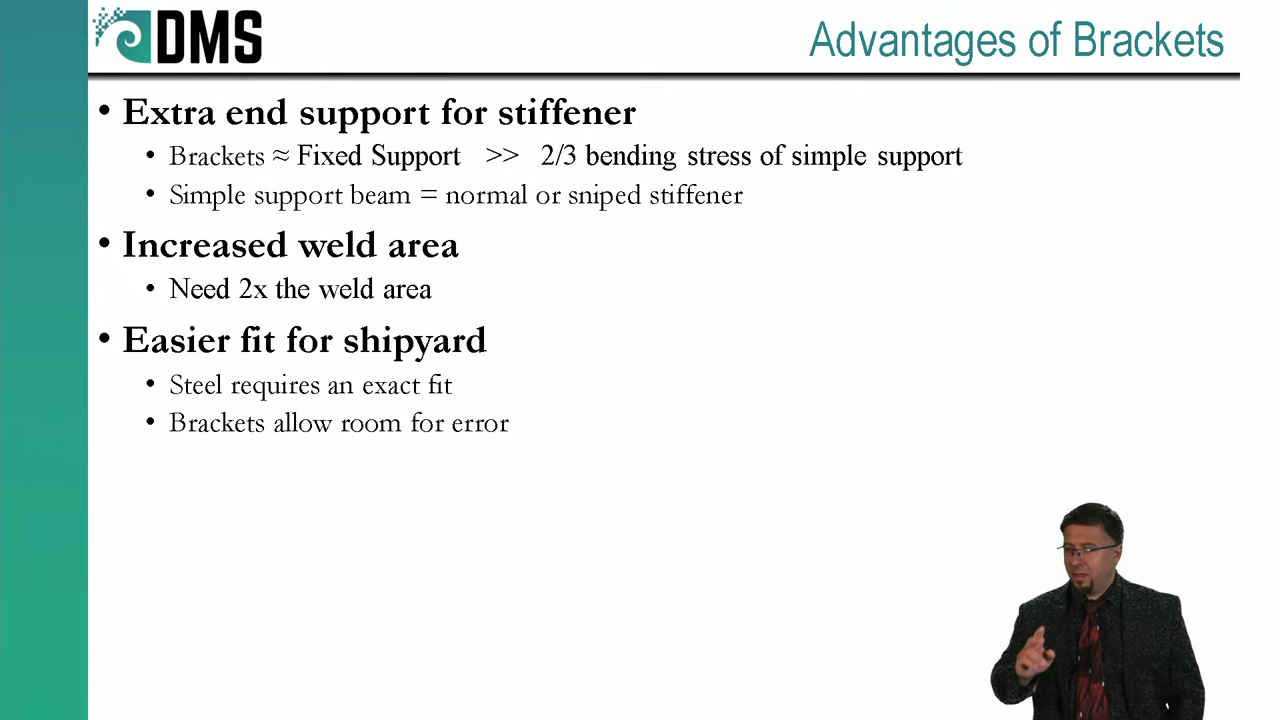 DMS
Advantages of Brackets
• Extra end support for stiffener
• Brackets ≈ Fixed Support >> 2/3 bending stress of simple support
• Simple support beam = normal or sniped stiffener
• Increased weld area
• Need 2x the weld area
• Easier fit for shipyard
• Steel requires an exact fit
• Brackets allow room for error